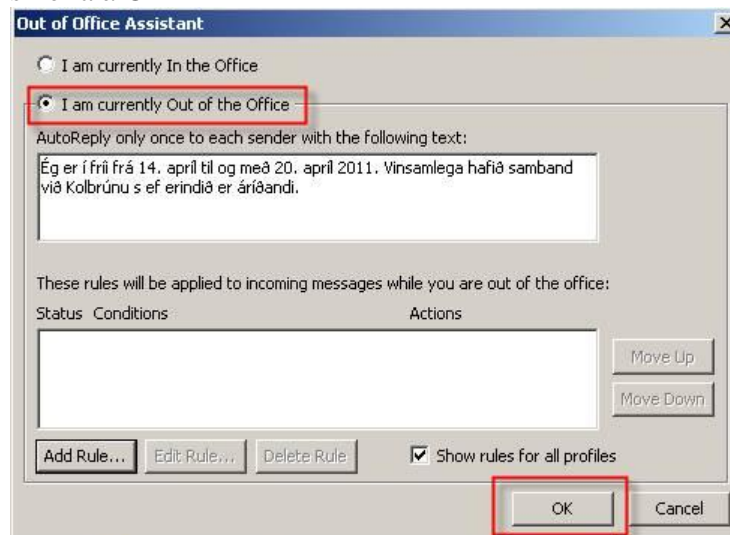 Out of Office Assistant
I am currently In the Office
I am currently Out of the Office
AutoReply only once to each sender with the following text:
Ég er í fríi frá 14. apríl til og með 20. apríl 2011. Vinsamlega hafið samband
við Kolbrúnu s ef erindið er áríðandi.
These rules will be applied to incoming messages while you are out of the office:
Status Conditions Actions
Move Up
Move Down
Add Rule... Edit Rule... Delete Rule Show rules for all profiles
OK Cancel